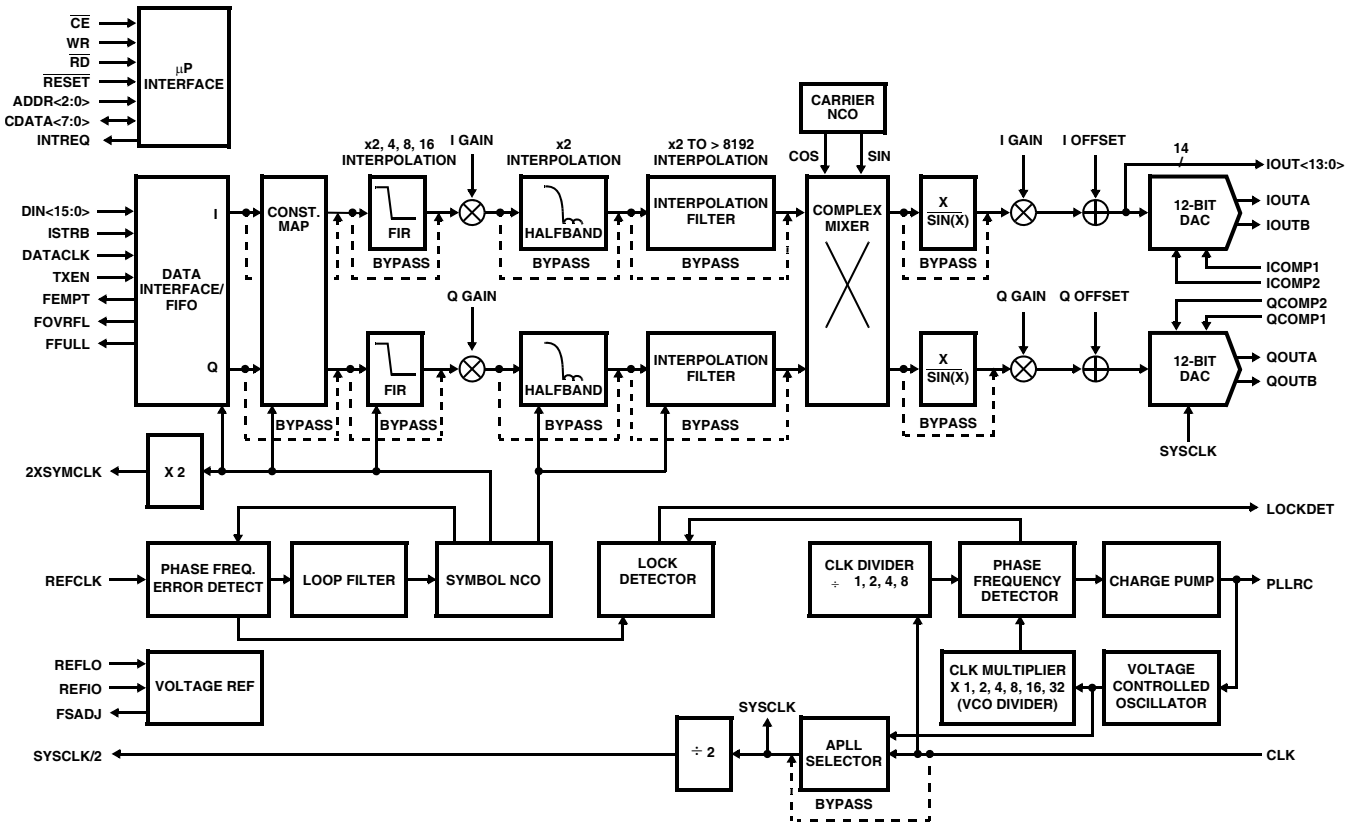 CE
WR
RD
RESET
ADDR<2:0>
CDATA<7:0>
INTREQ
µP
INTERFACE
CARRIER
NCO
COS
SIN
x2, 4, 8, 16
INTERPOLATION
I GAIN
x2
INTERPOLATION
x2 TO > 8192
INTERPOLATION
I GAIN
I OFFSET
14
IOUT<13:0>
DIN<15:0>
ISTRB
DATACLK
TXEN
FEMPT
FOVRFL
FFULL
DATA
INTERFACE/
FIFO
I
Q
CONST.
MAP
FIR
BYPASS
HALFBAND
BYPASS
INTERPOLATION
FILTER
BYPASS
COMPLEX
MIXER
X
SIN(X)
BYPASS
12-BIT
DAC
IOUTA
IOUTB
ICOMP1
ICOMP2
QCOMP2
QCOMP1
Q GAIN
Q GAIN
Q OFFSET
BYPASS
FIR
BYPASS
HALFBAND
BYPASS
INTERPOLATION
FILTER
BYPASS
X
SIN(X)
BYPASS
12-BIT
DAC
QOUTA
QOUTB
SYSCLK
2XSYMCLK
X 2
LOCKDET
REFCLK
PHASE FREQ.
ERROR DETECT
LOOP FILTER
SYMBOL NCO
LOCK
DETECTOR
CLK DIVIDER
÷ 1, 2, 4, 8
PHASE
FREQUENCY
DETECTOR
CHARGE PUMP
PLLRC
REFLO
REFIO
FSADJ
VOLTAGE REF
CLK MULTIPLIER
X 1, 2, 4, 8, 16, 32
(VCO DIVIDER)
VOLTAGE
CONTROLLED
OSCILLATOR
SYSCLK
SYSCLK/2
÷ 2
APLL
SELECTOR
BYPASS
CLK